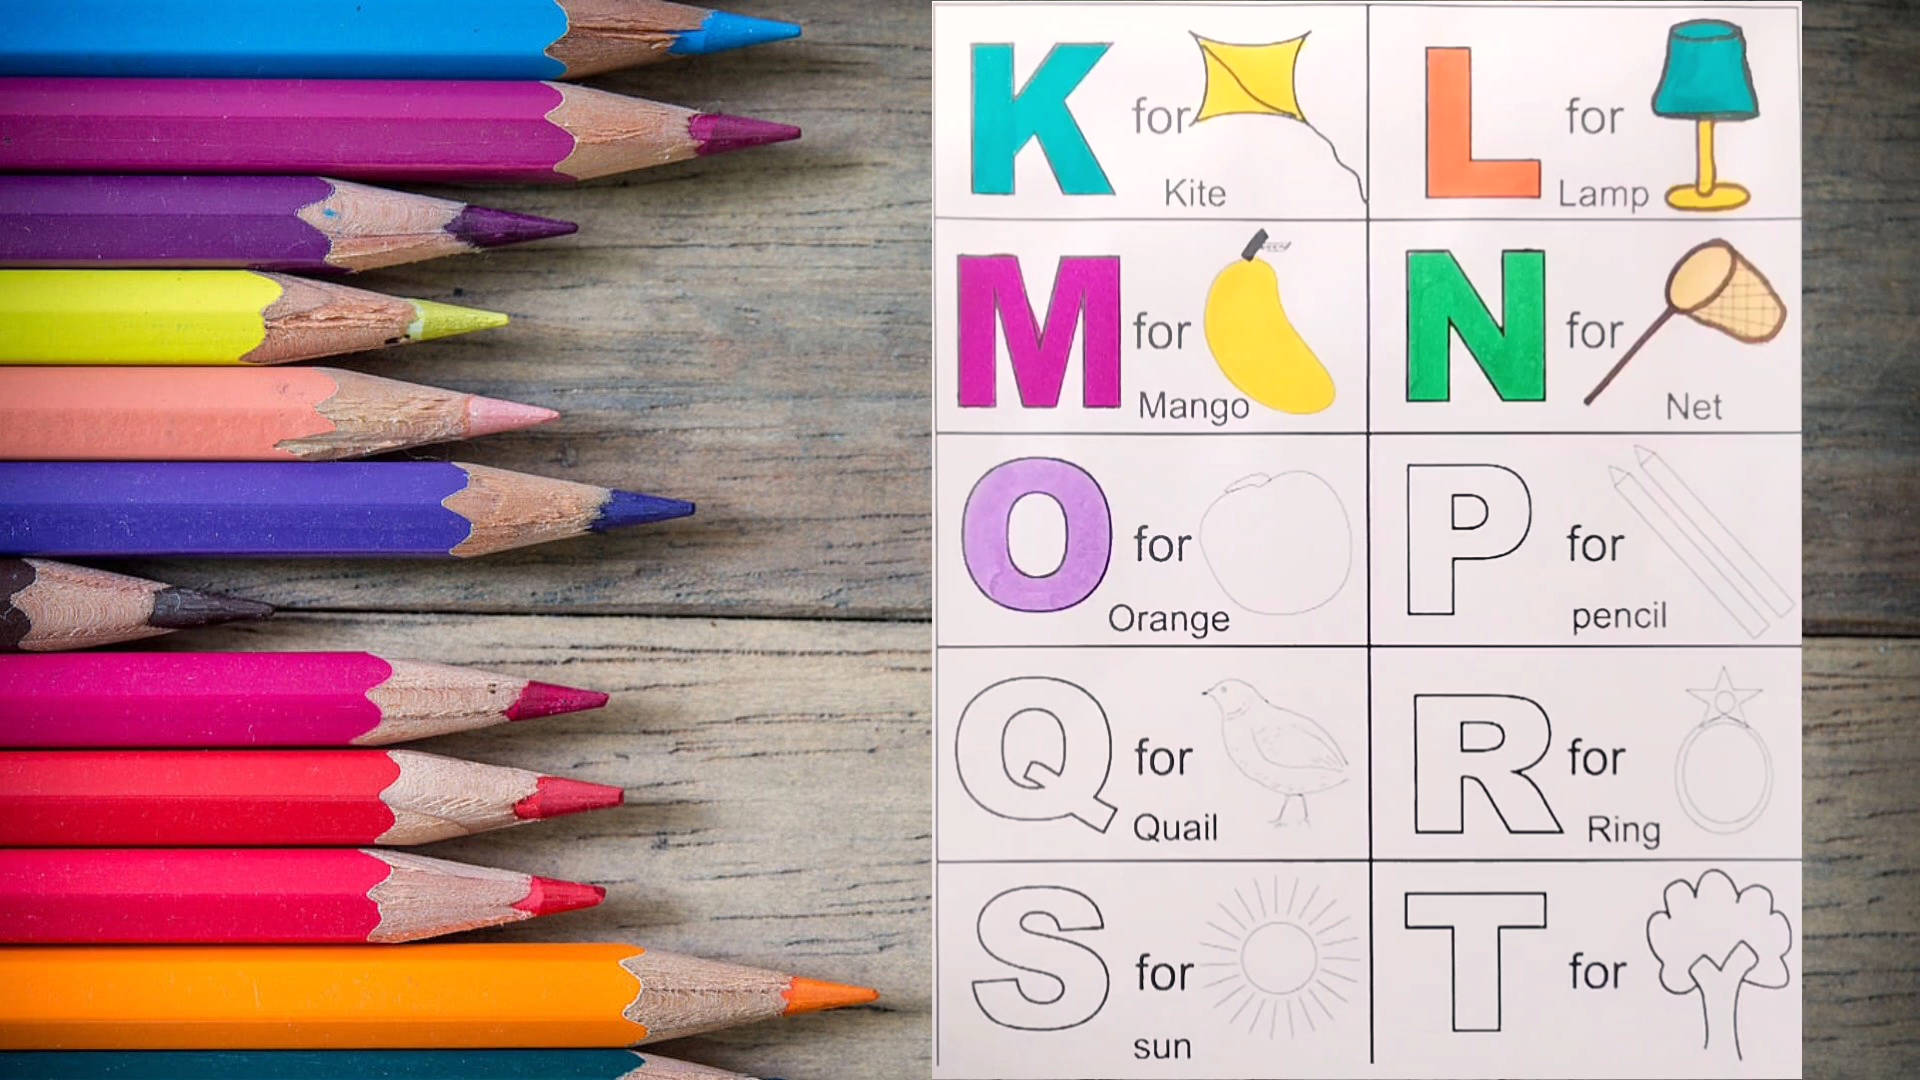 K for
Kite
L for
Lamp
M for
Mango
N for
Net
O for
Orange
P for
pencil
Q for
Quail
R for
Ring
S for
sun
T for